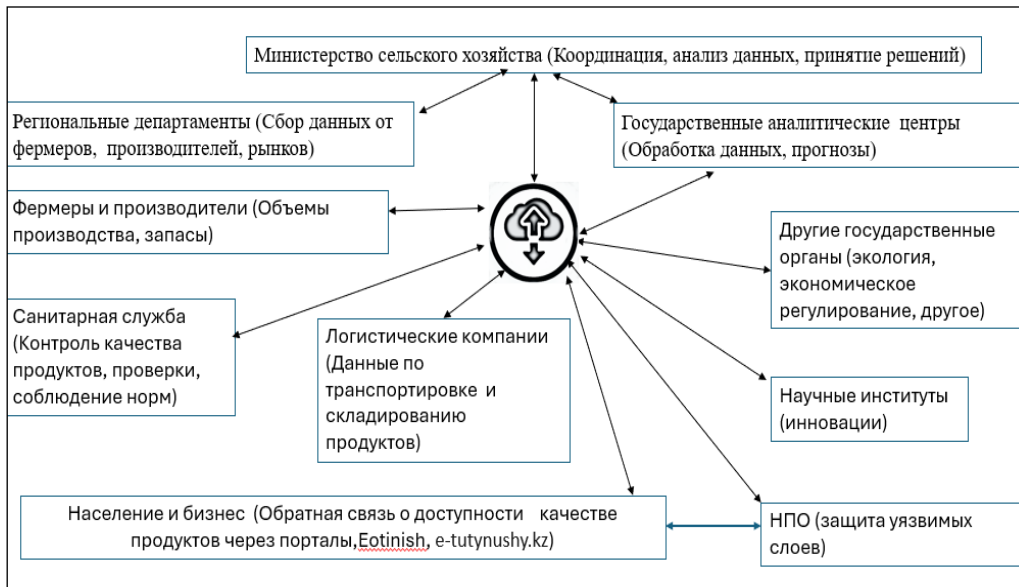 Министерство сельского хозяйства (Координация, анализ данных, принятие решений)
Региональные департаменты (Сбор данных от
фермеров, производителей, рынков)
Государственные аналитические центры
(Обработка данных, прогнозы)
Фермеры и производители (Объемы
производства, запасы)
Другие государственные
органы (экология,
экономическое
регулирование, другое)
Санитарная служба
(Контроль качества
продуктов, проверки,
соблюдение норм)
Логистические компании
(Данные по
транспортировке и
складированию
продуктов)
Научные институты
(инновации)
Население и бизнес (Обратная связь о доступности качестве
продуктов через порталы,Eotinish, e-tutynushy.kz)
НПО (защита уязвимых
слоев)